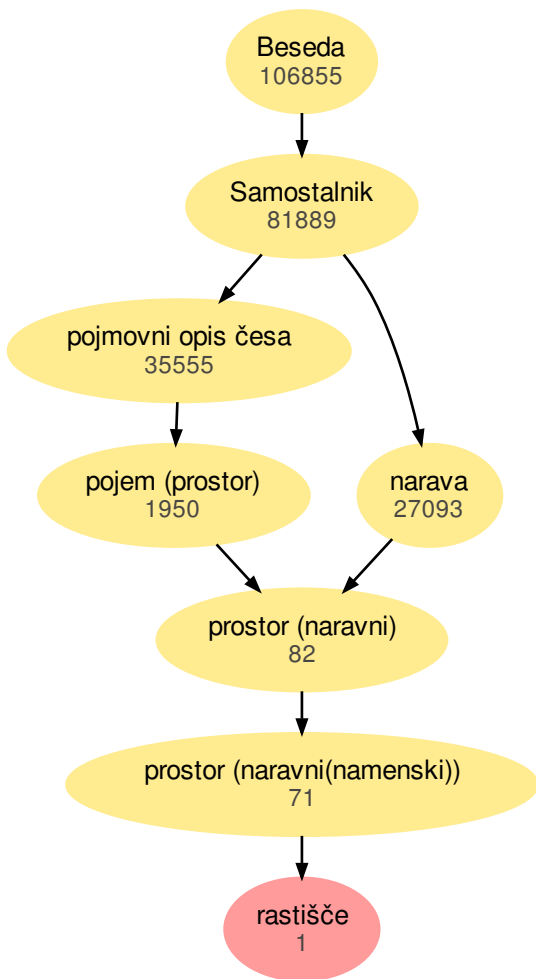 Beseda
106855
Samostalnik
81889
pojmovni opis česa
35555
pojem (prostor)
1950
narava
27093
prostor (naravni)
82
prostor (naravni(namenski))
71
rastišče
1